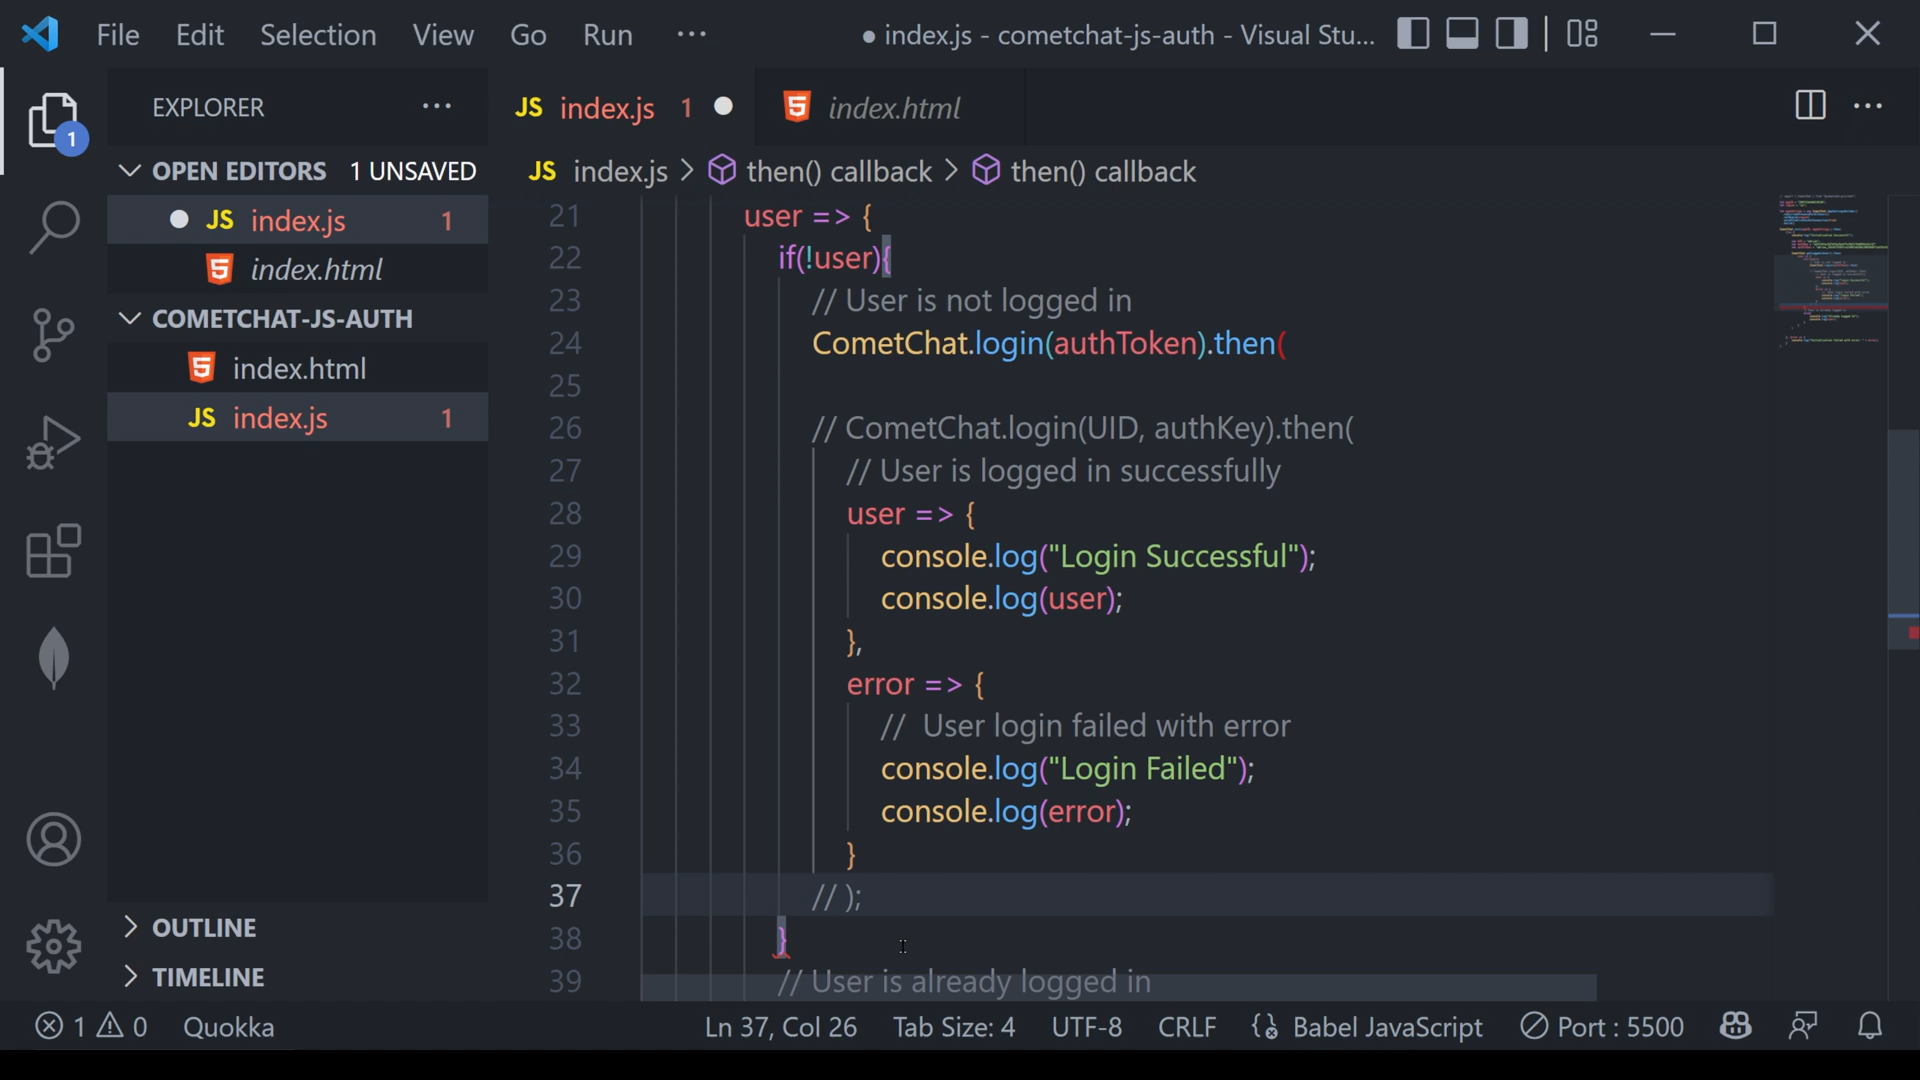 File Edit Selection View Go Run ··· ● index.js - cometchat-js-auth - Visual Stu...
EXPLORER ···
JS index.js 1 ●
index.html
OPEN EDITORS 1 UNSAVED
● JS index.js 1
index.html
COMETCHAT-JS-AUTH
index.html
JS index.js 1
OUTLINE
TIMELINE
1
JS index.js > then() callback > then() callback
21 user => {
22 if(!user){
23 // User is not logged in
24 CometChat.login(authToken).then(
25
26 // CometChat.login(UID, authKey).then(
27 // User is logged in successfully
28 user => {
29 console.log("Login Successful");
30 console.log(user);
31 },
32 error => {
33 // User login failed with error
34 console.log("Login Failed");
35 console.log(error);
36 }
37 // );
38 }
39 // User is already logged in
1 0 Quokka Ln 37, Col 26 Tab Size: 4 UTF-8 CRLF Babel JavaScript Port : 5500